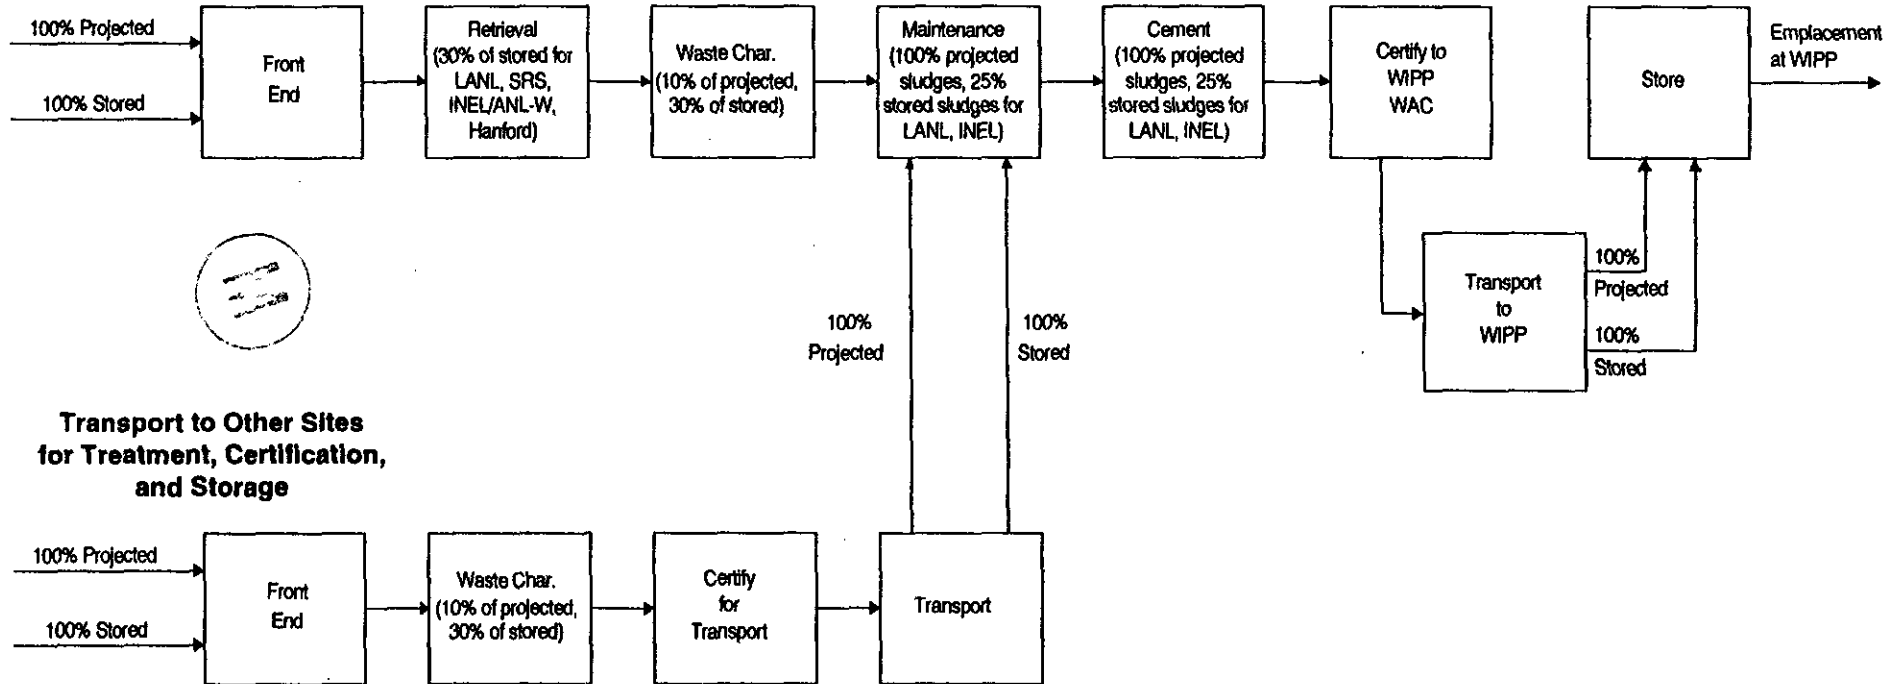 100% Projected
100% Stored
Front
End
Retrieval
(30% of stored for
LANL, SRS,
INEL/ANL-W,
Hanford)
Waste Char.
(10% of projected,
30% of stored)
Maintenance
(100% projected
sludges, 25%
stored sludges for
LANL, INEL)
Cement
(100% projected
sludges, 25%
stored sludges for
LANL, INEL)
Certify to
WIPP
WAC
Store
Emplacement
at WIPP
Transport
to
WIPP
100%
Projected
100%
Stored
100%
Projected
100%
Stored
Transport to Other Sites
for Treatment, Certification,
and Storage
100% Projected
100% Stored
Front
End
Waste Char.
(10% of projected,
30% of stored)
Certify
for
Transport
Transport